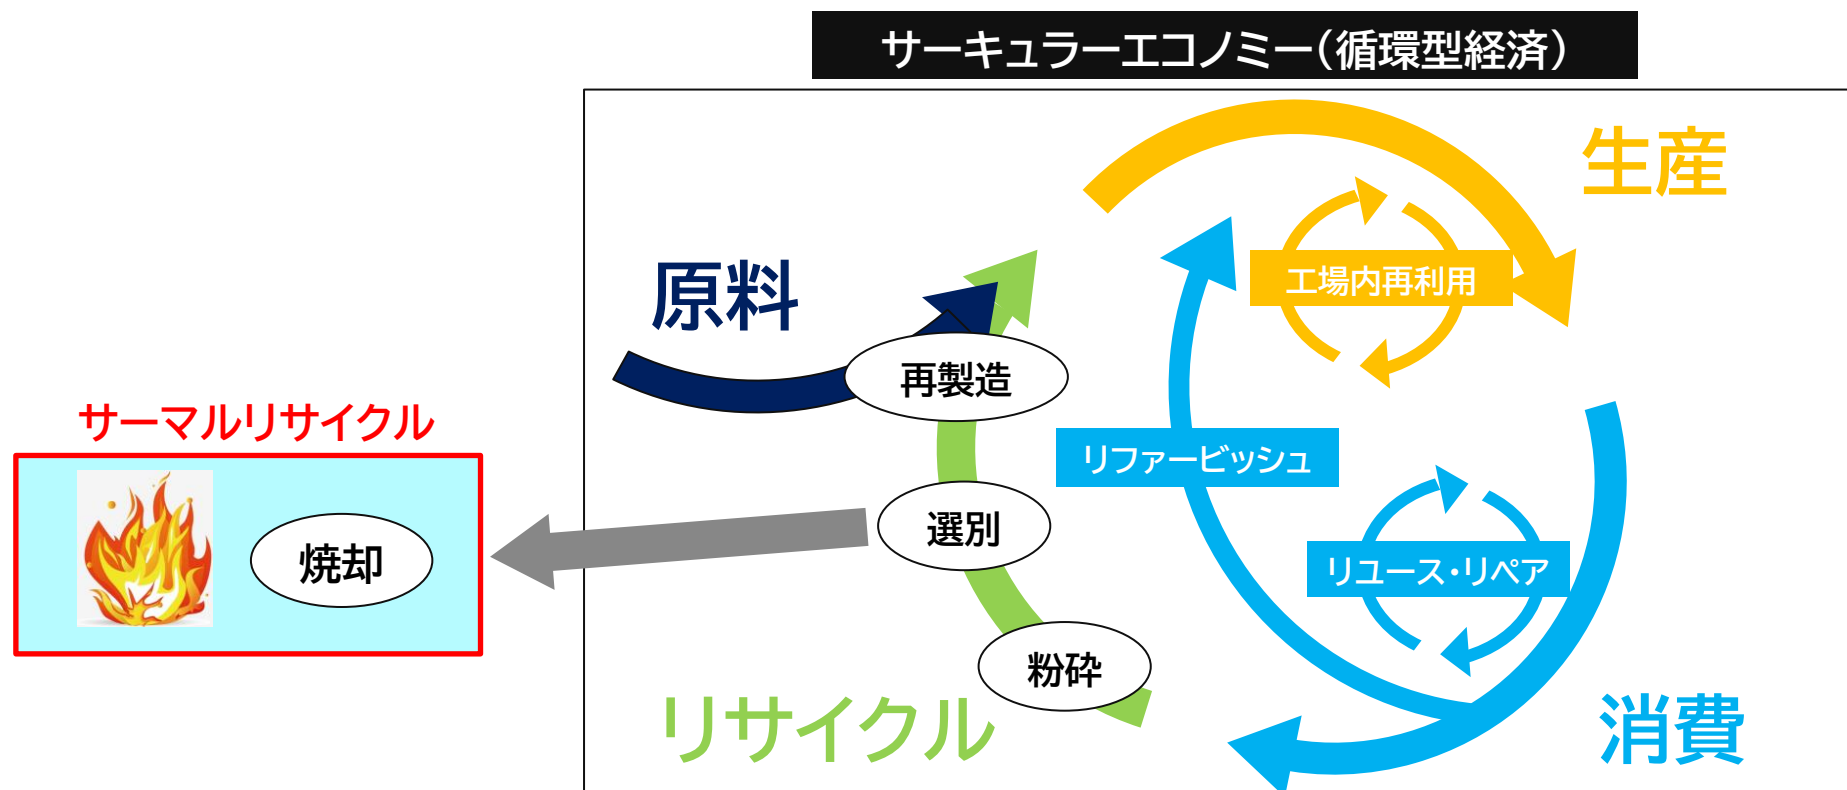 サーキュラーエコノミー(循環型経済)
生産
原料
工場内再利用
再製造
サーマルリサイクル
リファービッシュ
選別
焼却
リユース・リペア
粉砕
リサイクル
消費